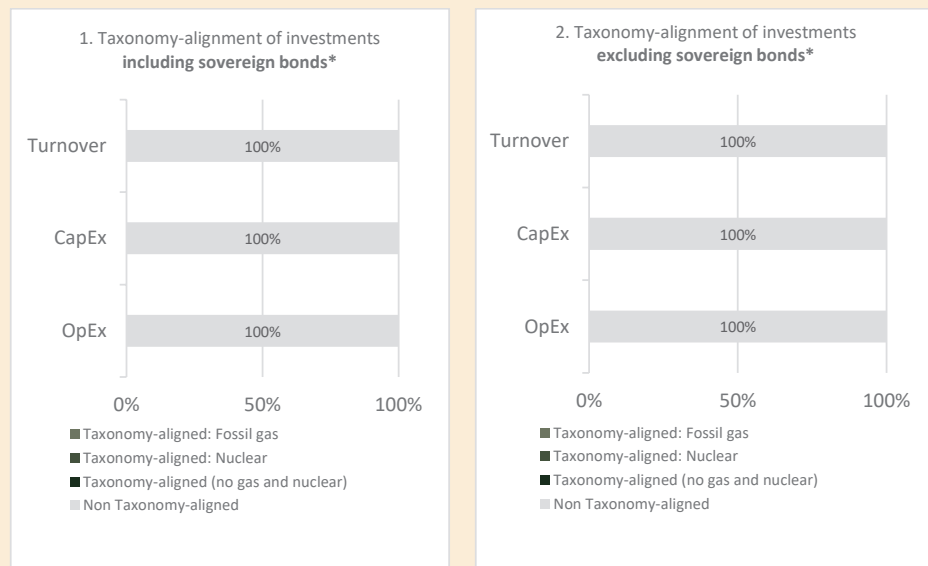 1. Taxonomy-alignment of investments
including sovereign bonds*
Turnover
100%
CapEx
100%
OpEx
100%
0%
50%
100%
Taxonomy-aligned: Fossil gas
Taxonomy-aligned: Nuclear
Taxonomy-aligned (no gas and nuclear)
Non Taxonomy-aligned
2. Taxonomy-alignment of investments
excluding sovereign bonds*
Turnover
100%
CapEx
100%
OpEx
100%
0%
50%
100%
Taxonomy-aligned: Fossil gas
Taxonomy-aligned: Nuclear
Taxonomy-aligned (no gas and nuclear)
Non Taxonomy-aligned